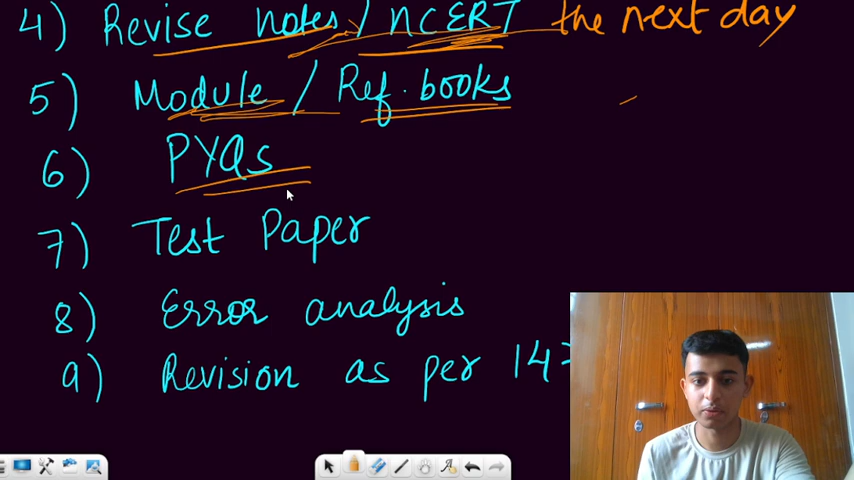 4) Revise notes / NCERT the next day
5) Module / Ref. books
6) PYQs
7) Test Paper
8) Error analysis
9) Revision as per 147